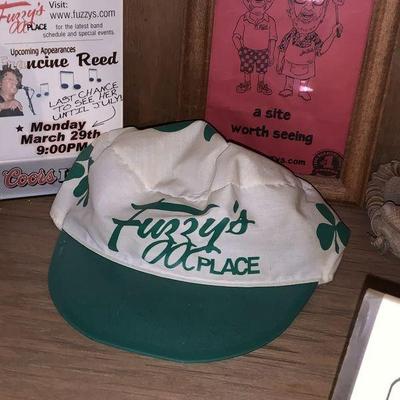 Fuzzy's
PLACE
Visit:
www.fuzzys.com
for the latest band
schedule and special events.
Upcoming Appearances
Francine Reed
LAST CHANCE
TO SEE HER
UNTIL JULY!
Monday
March 29th
9:00PM
Coors
a site
worth seeing
Fuzzy's
PLACE